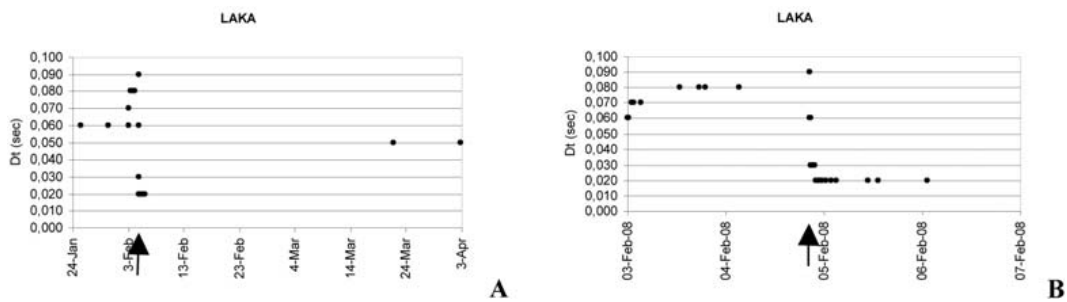 LAKA
Dt (sec)
0,100
0,090
0,080
0,070
0,060
0,050
0,040
0,030
0,020
0,010
0,000
24-Jan
3-Feb
13-Feb
23-Feb
4-Mar
14-Mar
24-Mar
3-Apr
A
LAKA
Dt (sec)
0,100
0,090
0,080
0,070
0,060
0,050
0,040
0,030
0,020
0,010
0,000
03-Feb-08
04-Feb-08
05-Feb-08
06-Feb-08
07-Feb-08
B